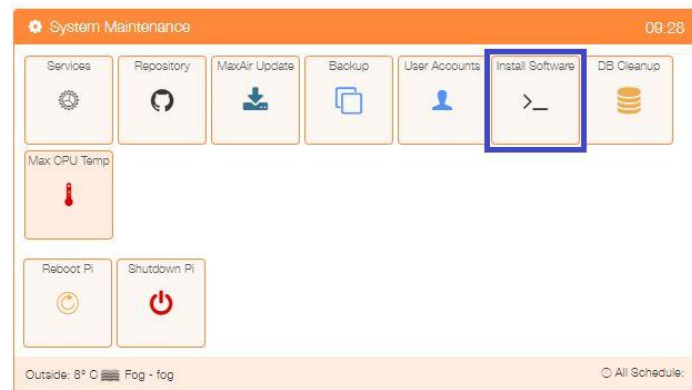 System Maintenance 09:28
Services Repository MaxAir Update Backup User Accounts Install Software DB Cleanup
>_
Max CPU Temp
Reboot Pi Shutdown Pi
Outside: 8° C Fog - fog All Schedule: